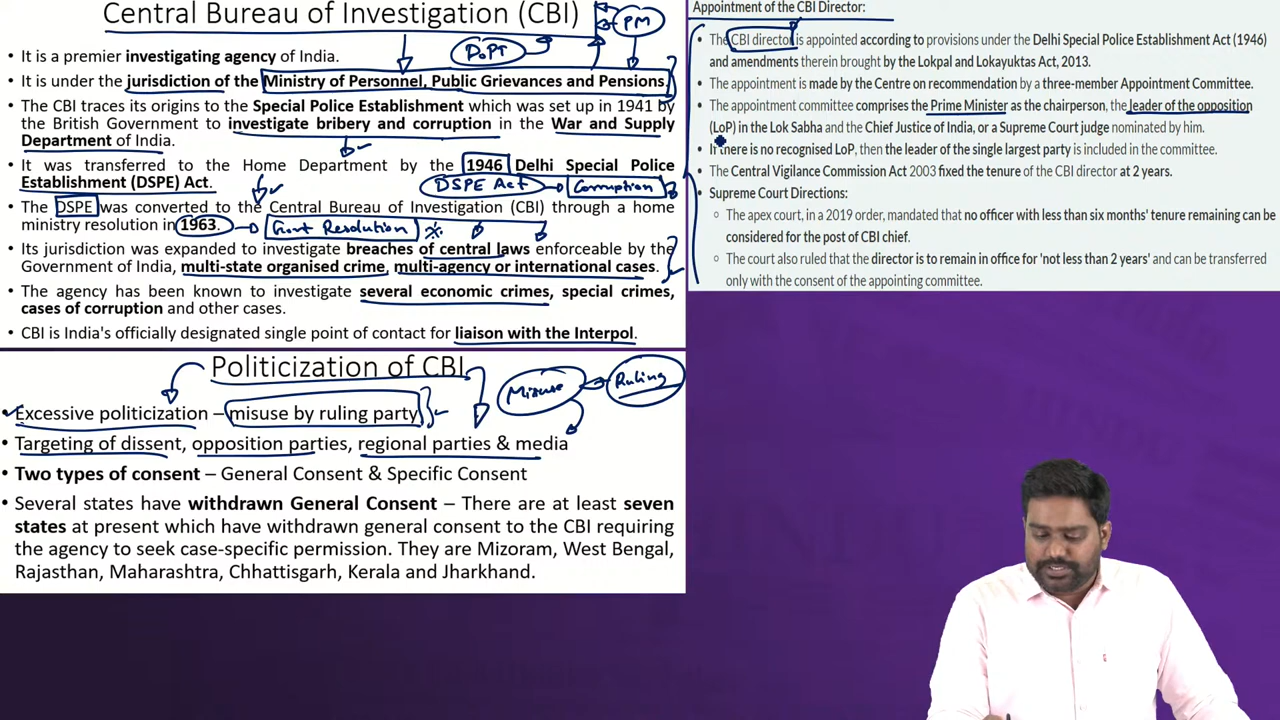 Central Bureau of Investigation (CBI)
PM
DoPT
• It is a premier investigating agency of India.
• It is under the jurisdiction of the Ministry of Personnel, Public Grievances and Pensions
• The CBI traces its origins to the Special Police Establishment which was set up in 1941 by
the British Government to investigate bribery and corruption in the War and Supply
Department of India.
• It was transferred to the Home Department by the 1946 Delhi Special Police
Establishment (DSPE) Act.
DSPE Act
Corruption
• The DSPE was converted to the Central Bureau of Investigation (CBI) through a home
ministry resolution in 1963.
Govt Resolution
• Its jurisdiction was expanded to investigate breaches of central laws enforceable by the
Government of India, multi-state organised crime, multi-agency or international cases.
• The agency has been known to investigate several economic crimes, special crimes,
cases of corruption and other cases.
• CBI is India's officially designated single point of contact for liaison with the Interpol.
Politicization of CBI
Misuse
Ruling
• Excessive politicization – misuse by ruling party
• Targeting of dissent, opposition parties, regional parties & media
• Two types of consent – General Consent & Specific Consent
• Several states have withdrawn General Consent – There are at least seven
states at present which have withdrawn general consent to the CBI requiring
the agency to seek case-specific permission. They are Mizoram, West Bengal,
Rajasthan, Maharashtra, Chhattisgarh, Kerala and Jharkhand.
Appointment of the CBI Director:
• The CBI director is appointed according to provisions under the Delhi Special Police Establishment Act (1946)
and amendments therein brought by the Lokpal and Lokayuktas Act, 2013.
• The appointment is made by the Centre on recommendation by a three-member Appointment Committee.
• The appointment committee comprises the Prime Minister as the chairperson, the leader of the opposition
(LoP) in the Lok Sabha and the Chief Justice of India, or a Supreme Court judge nominated by him.
• If there is no recognised LoP, then the leader of the single largest party is included in the committee.
• The Central Vigilance Commission Act 2003 fixed the tenure of the CBI director at 2 years.
• Supreme Court Directions:
○ The apex court, in a 2019 order, mandated that no officer with less than six months' tenure remaining can be
considered for the post of CBI chief.
○ The court also ruled that the director is to remain in office for 'not less than 2 years' and can be transferred
only with the consent of the appointing committee.